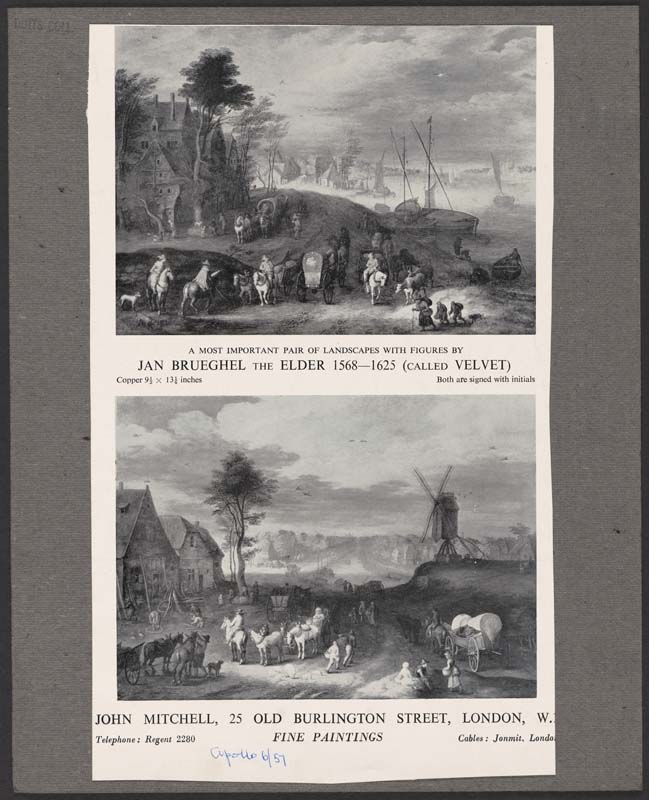 A MOST IMPORTANT PAIR OF LANDSCAPES WITH FIGURES BY
JAN BRUEGHEL THE ELDER 1568—1625 (CALLED VELVET)
Copper 9½ × 13¼ inches Both are signed with initials
JOHN MITCHELL, 25 OLD BURLINGTON STREET, LONDON, W.
Telephone: Regent 2280 FINE PAINTINGS Cables: Jonmit, London
Apollo 6/57